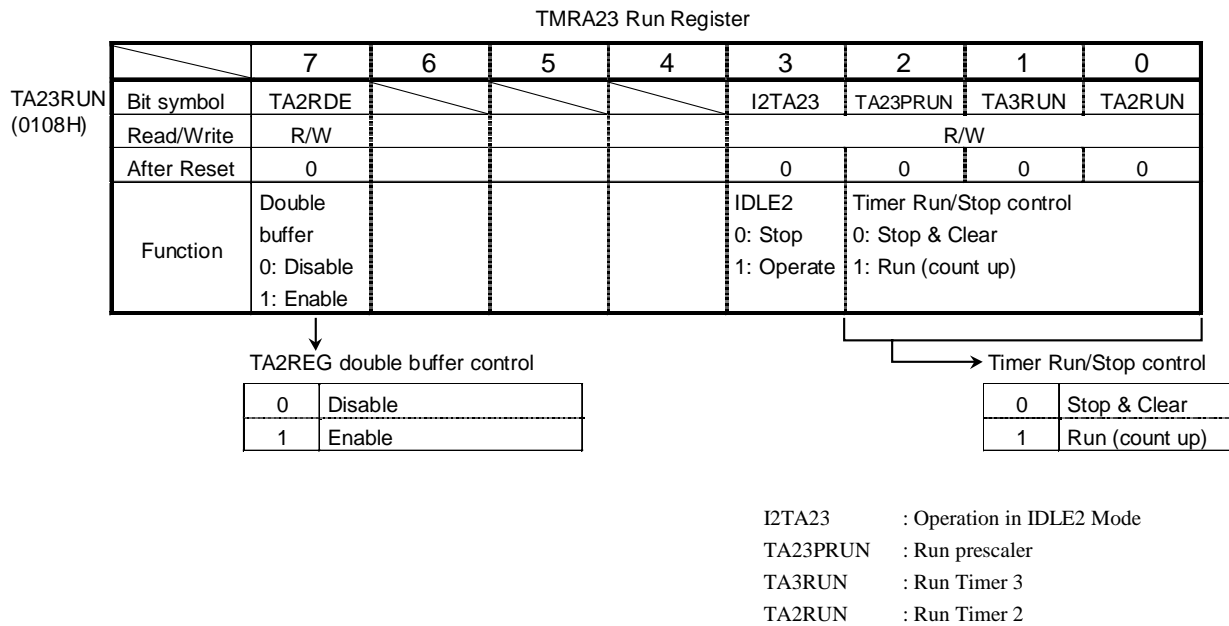 TMRA23 Run Register
7 6 5 4 3 2 1 0
TA23RUN
(0108H)
Bit symbol TA2RDE I2TA23 TA23PRUN TA3RUN TA2RUN
Read/Write R/W R/W
After Reset 0 0 0 0 0
Function
Double
buffer
0: Disable
1: Enable
IDLE2
0: Stop
1: Operate
Timer Run/Stop control
0: Stop & Clear
1: Run (count up)
TA2REG double buffer control
0 Disable
1 Enable
Timer Run/Stop control
0 Stop & Clear
1 Run (count up)
I2TA23 : Operation in IDLE2 Mode
TA23PRUN : Run prescaler
TA3RUN : Run Timer 3
TA2RUN : Run Timer 2